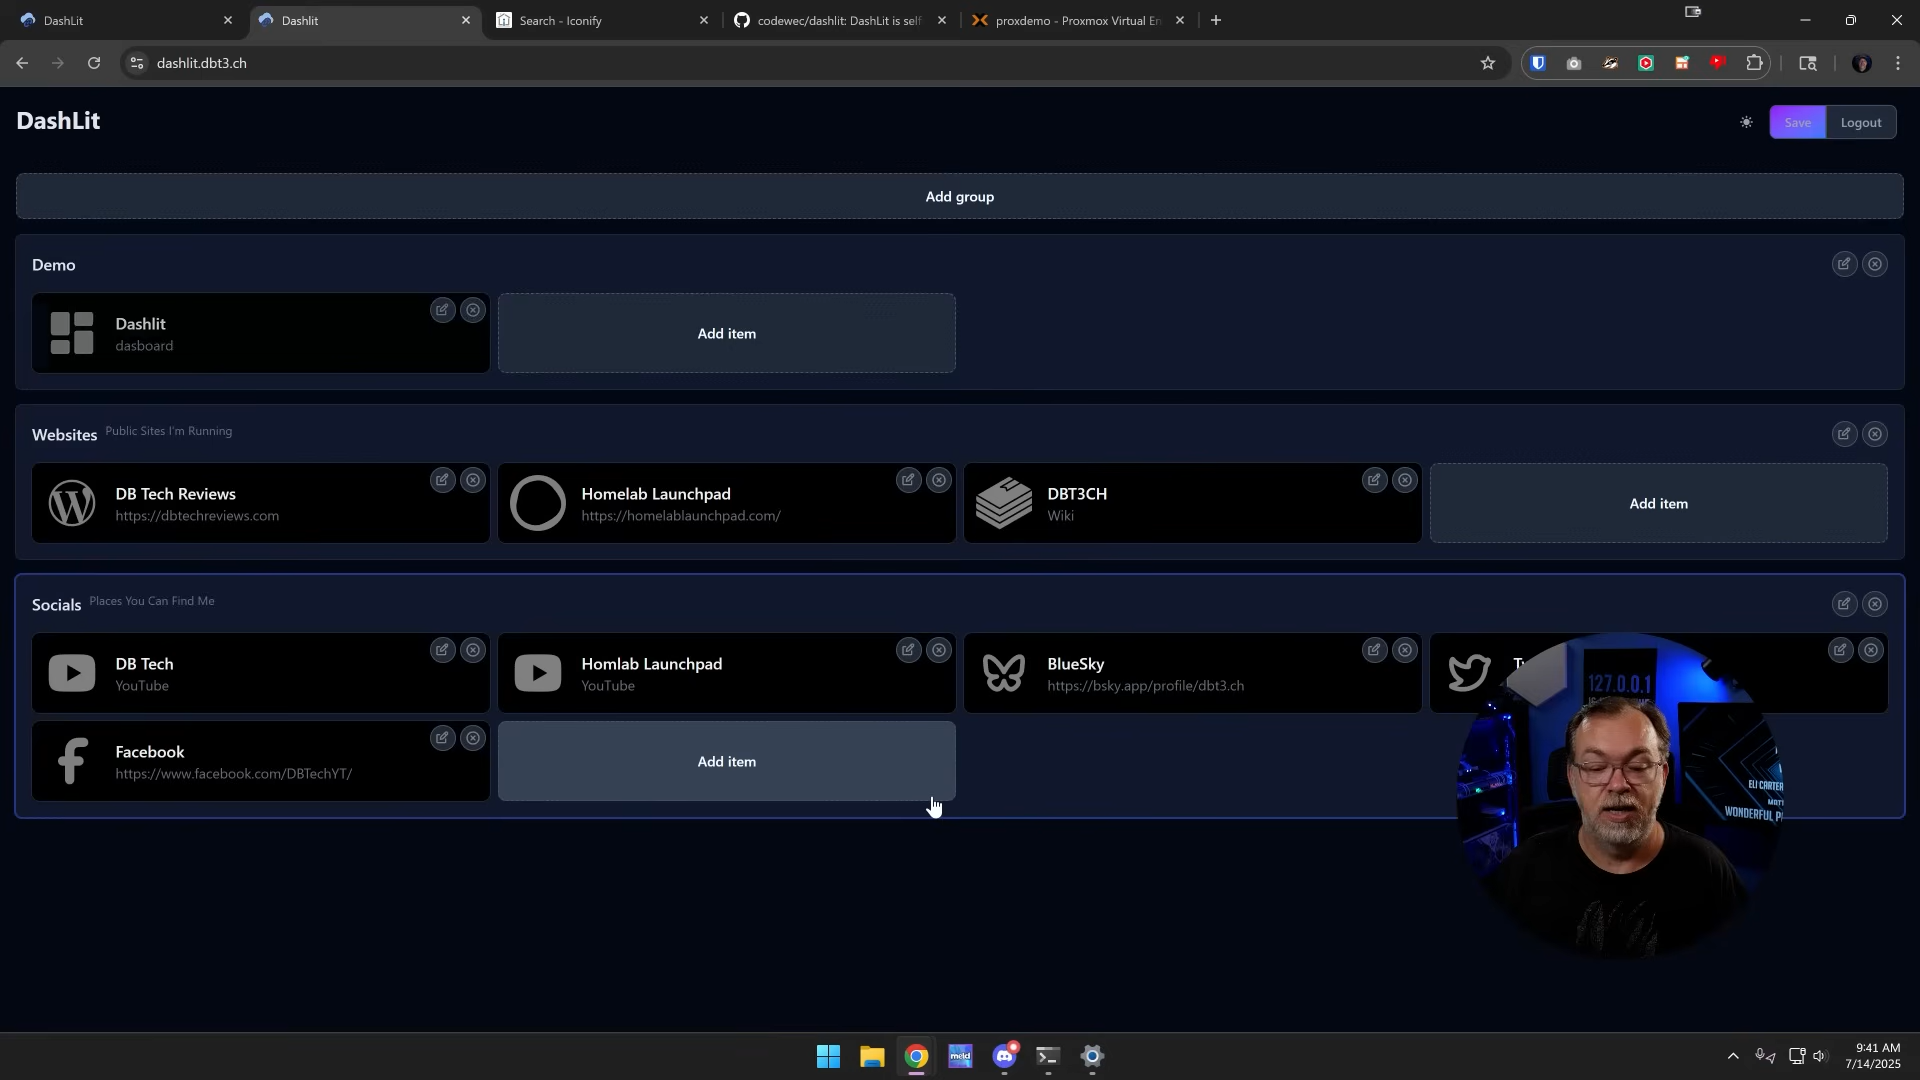 DashLit
Dashlit
Search - Iconify
codewec/dashlit: DashLit is self
proxdemo - Proxmox Virtual En
dashlit.dbt3.ch
DashLit
Save
Logout
Add group
Demo
Dashlit
dasboard
Add item
Websites Public Sites I'm Running
DB Tech Reviews
https://dbtechreviews.com
Homelab Launchpad
https://homelablaunchpad.com/
DBT3CH
Wiki
Add item
Socials Places You Can Find Me
DB Tech
YouTube
Homlab Launchpad
YouTube
BlueSky
https://bsky.app/profile/dbt3.ch
Facebook
https://www.facebook.com/DBTechYT/
Add item
127.0.0.1
ELI CARTER
WONDERFUL
meld
9:41 AM
7/14/2025